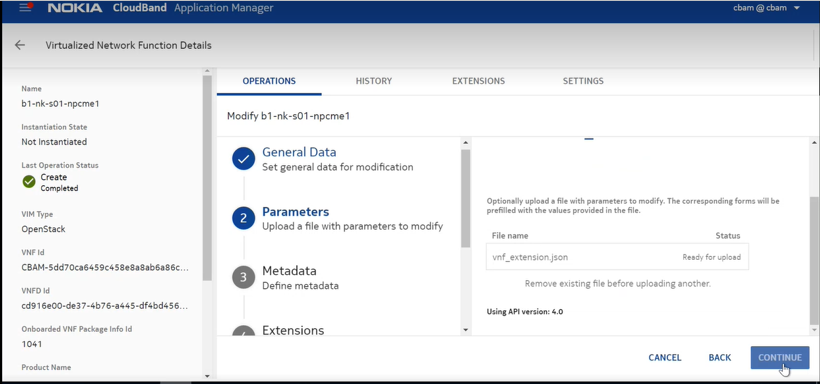 NOKIA CloudBand Application Manager cbam @ cbam
Virtualized Network Function Details
Name
b1-nk-s01-npcme1
Instantiation State
Not Instantiated
Last Operation Status
Create
Completed
VIM Type
OpenStack
VNF Id
CBAM-5dd70ca6459c458e8a8ab6a86c...
VNFD Id
cd916e00-de37-4b76-a445-df4bd456...
Onboarded VNF Package Info Id
1041
Product Name
OPERATIONS HISTORY EXTENSIONS SETTINGS
Modify b1-nk-s01-npcme1
General Data
Set general data for modification
2 Parameters
Upload a file with parameters to modify
3 Metadata
Define metadata
4 Extensions
Optionally upload a file with parameters to modify. The corresponding forms will be
prefilled with the values provided in the file.
File name Status
vnf_extension.json Ready for upload
Remove existing file before uploading another.
Using API version: 4.0
CANCEL BACK CONTINUE